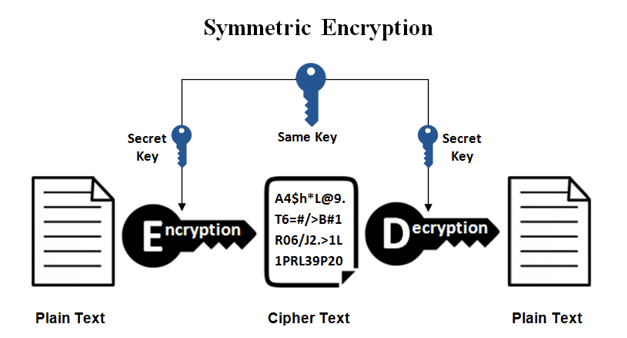 Symmetric Encryption
Secret
Key
Same Key
Secret
Key
A4$h*L@9.
T6=#/>B#1
R06/J2.>1L
1PRL39P20
Encryption
Decryption
Plain Text
Cipher Text
Plain Text